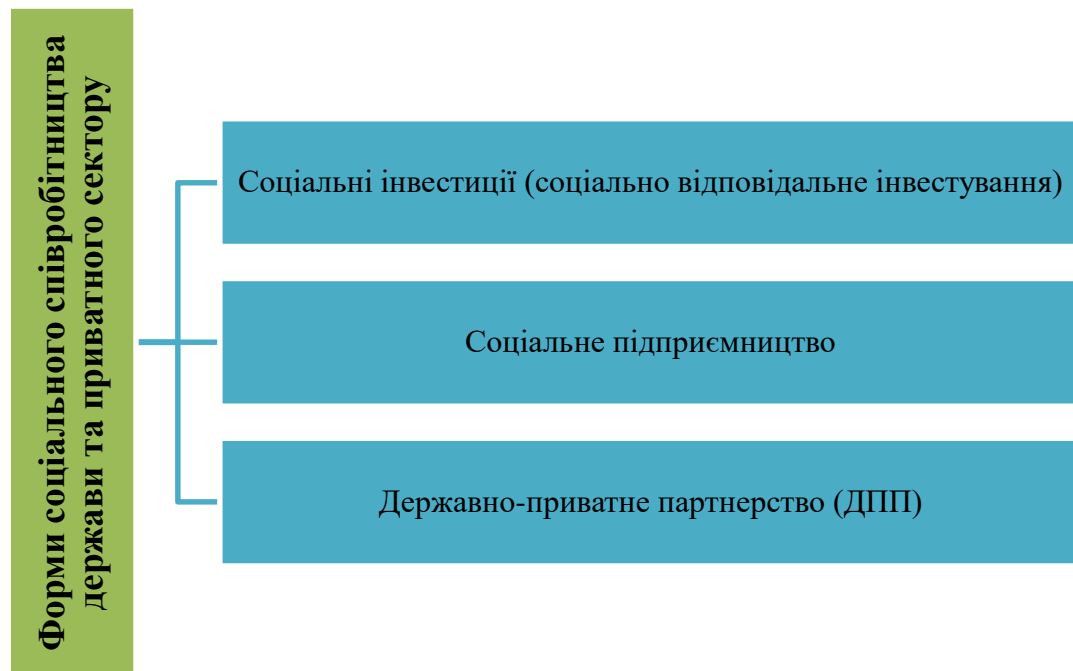 Форми соціального співробітництва
держави та приватного сектору
Соціальні інвестиції (соціально відповідальне інвестування)
Соціальне підприємництво
Державно-приватне партнерство (ДПП)